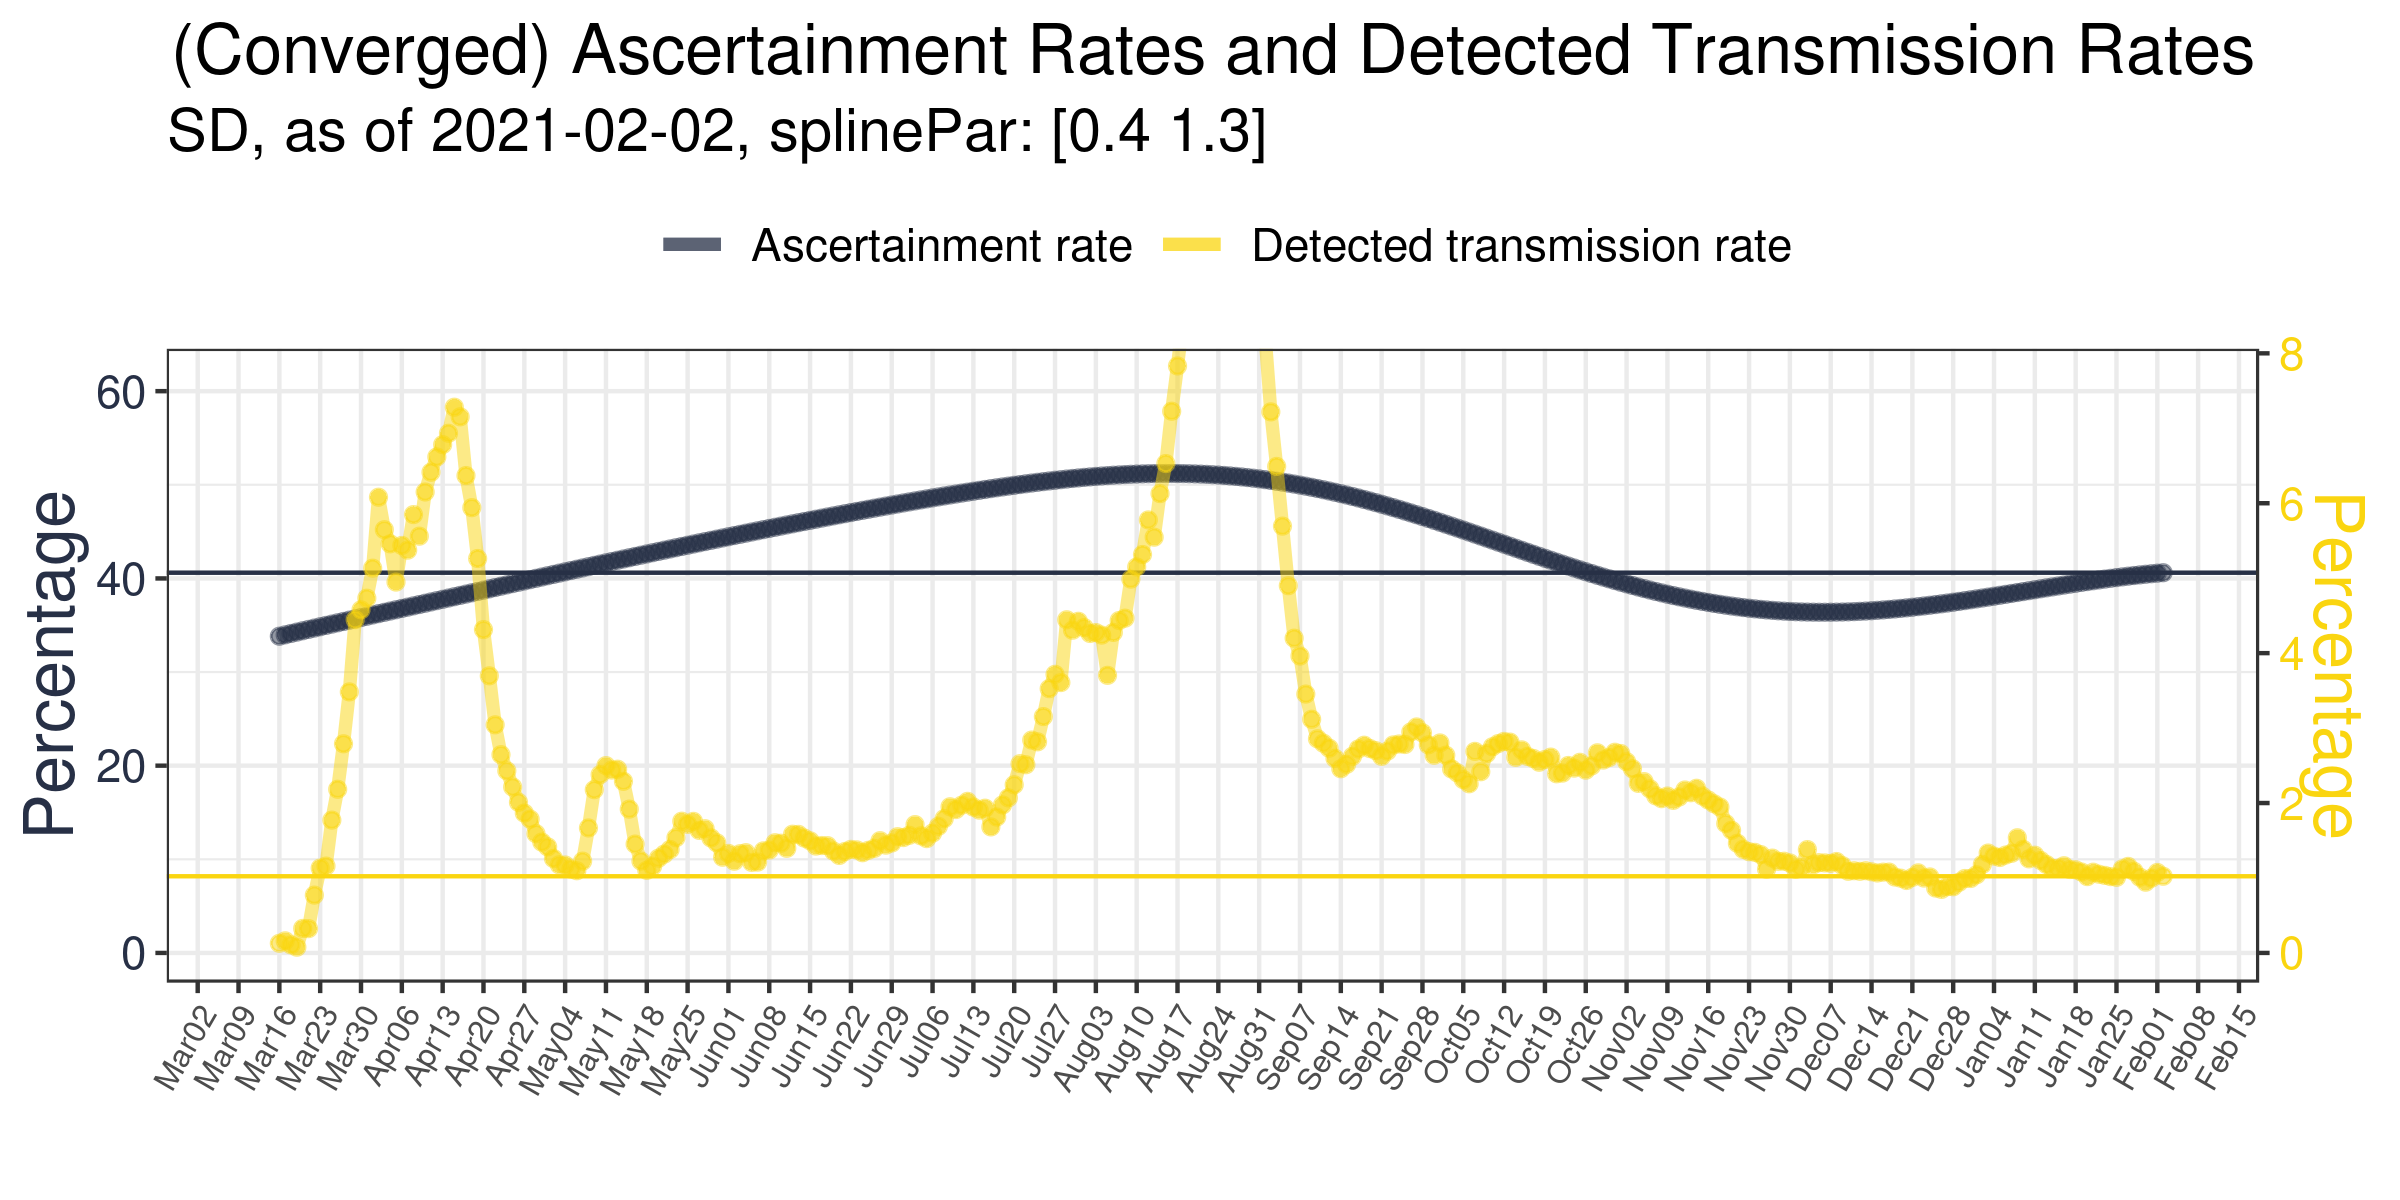 (Converged) Ascertainment Rates and Detected Transmission Rates
SD, as of 2021-02-02, splinePar: [0.4 1.3]
Ascertainment rate
Detected transmission rate
Percentage
60
40
20
0
8
6
4
2
0
Percentage
Mar02
Mar09
Mar16
Mar23
Mar30
Apr06
Apr13
Apr20
Apr27
May04
May11
May18
May25
Jun01
Jun08
Jun15
Jun22
Jun29
Jul06
Jul13
Jul20
Jul27
Aug03
Aug10
Aug17
Aug24
Aug31
Sep07
Sep14
Sep21
Sep28
Oct05
Oct12
Oct19
Oct26
Nov02
Nov09
Nov16
Nov23
Nov30
Dec07
Dec14
Dec21
Dec28
Jan04
Jan11
Jan18
Jan25
Feb01
Feb08
Feb15